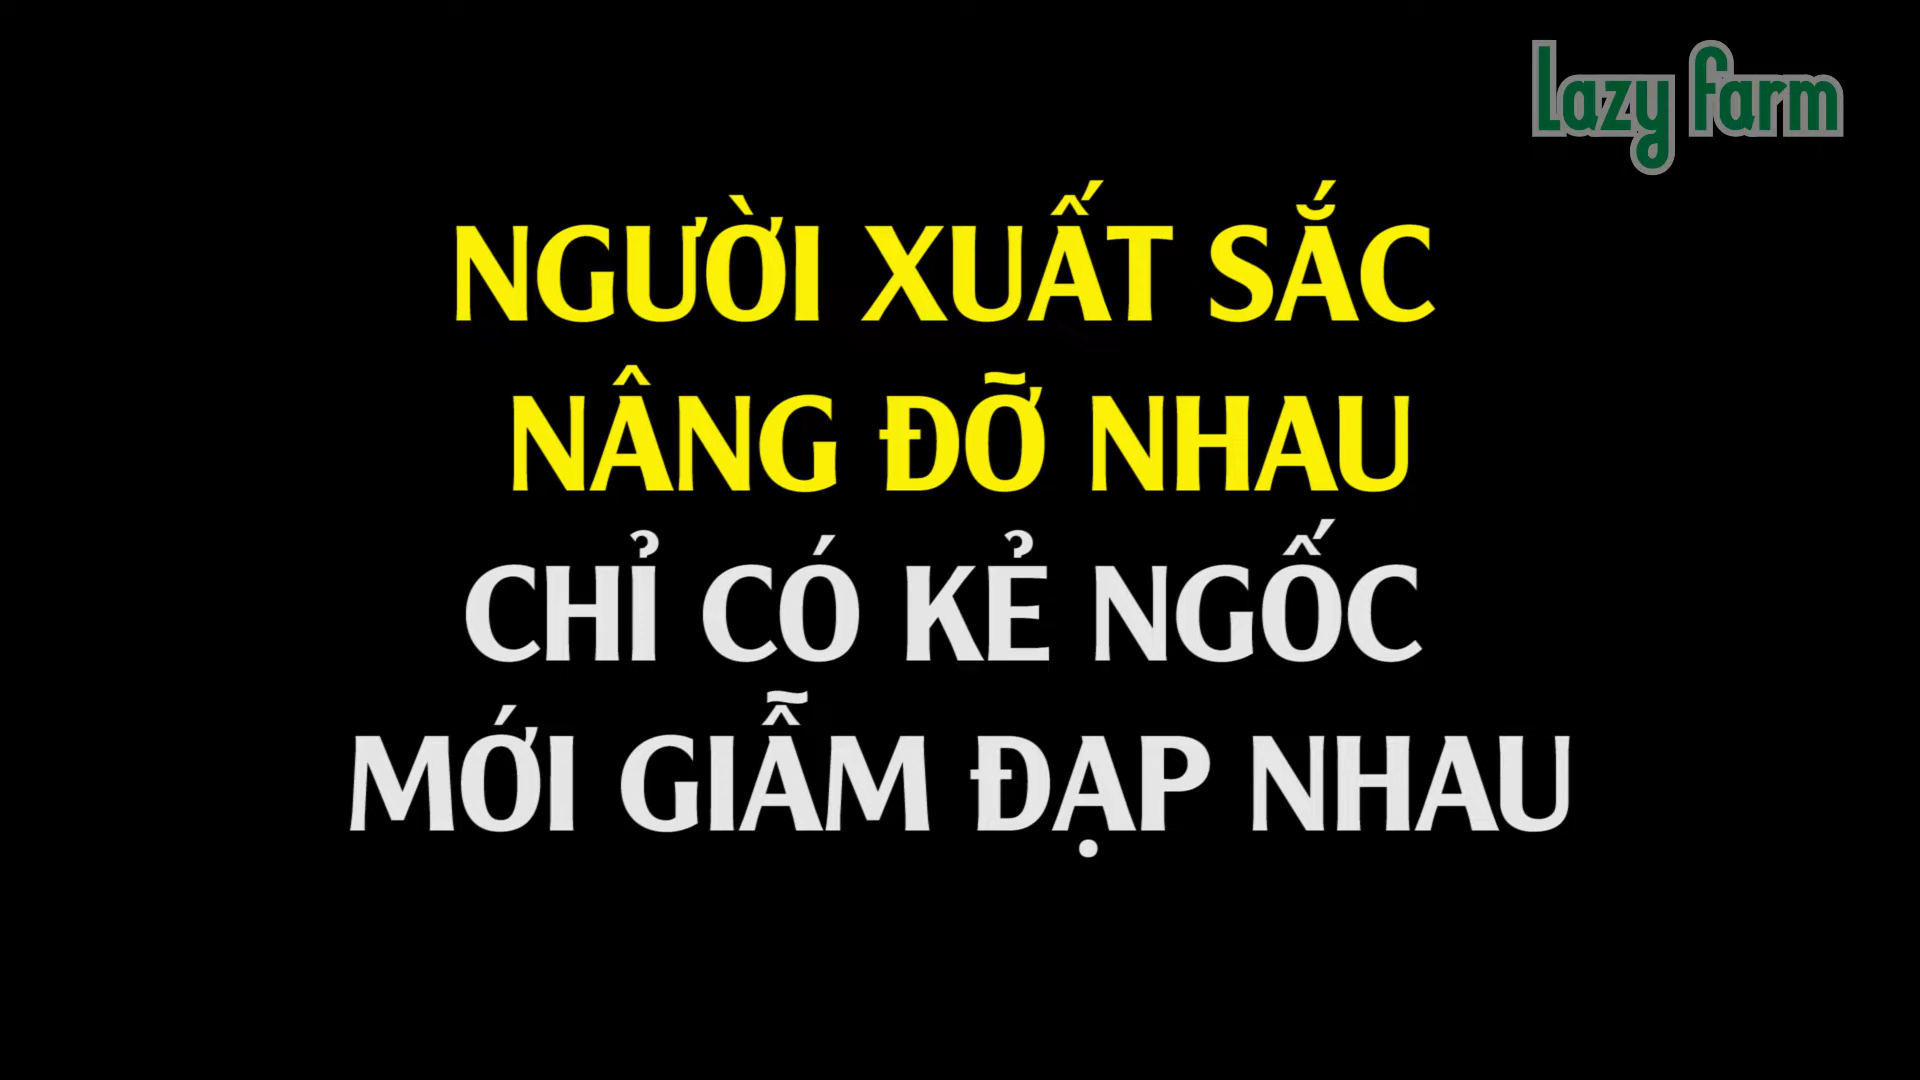 Lazy farm
NGƯỜI XUẤT SẮC
NÂNG ĐỠ NHAU
CHỈ CÓ KẺ NGỐC
MỚI GIẪM ĐẠP NHAU